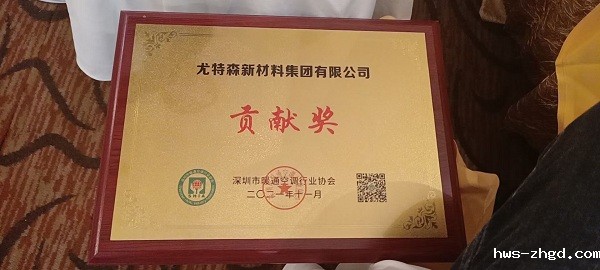 尤特森新材料集团有限公司
贡献奖
深圳市暖通空调行业协会
二〇二一年十一月
hws-zhgd.com